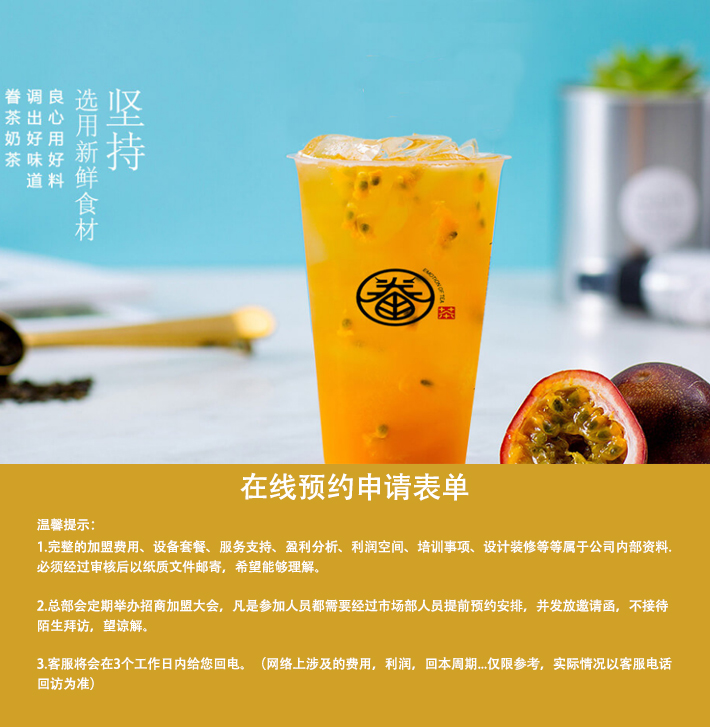 坚持
选用新鲜食材
良心用好料
调出好味道
眷茶奶茶
EMOTION OF TEA
眷
茶
在线预约申请表单
温馨提示：
1.完整的加盟费用、设备套餐、服务支持、盈利分析、利润空间、培训事项、设计装修等等属于公司内部资料.
必须经过审核后以纸质文件邮寄，希望能够理解。
2.总部会定期举办招商加盟大会，凡是参加人员都需要经过市场部人员提前预约安排，并发放邀请函，不接待
陌生拜访，望谅解。
3.客服将会在3个工作日内给您回电。（网络上涉及的费用，利润，回本周期...仅限参考，实际情况以客服电话
回访为准）